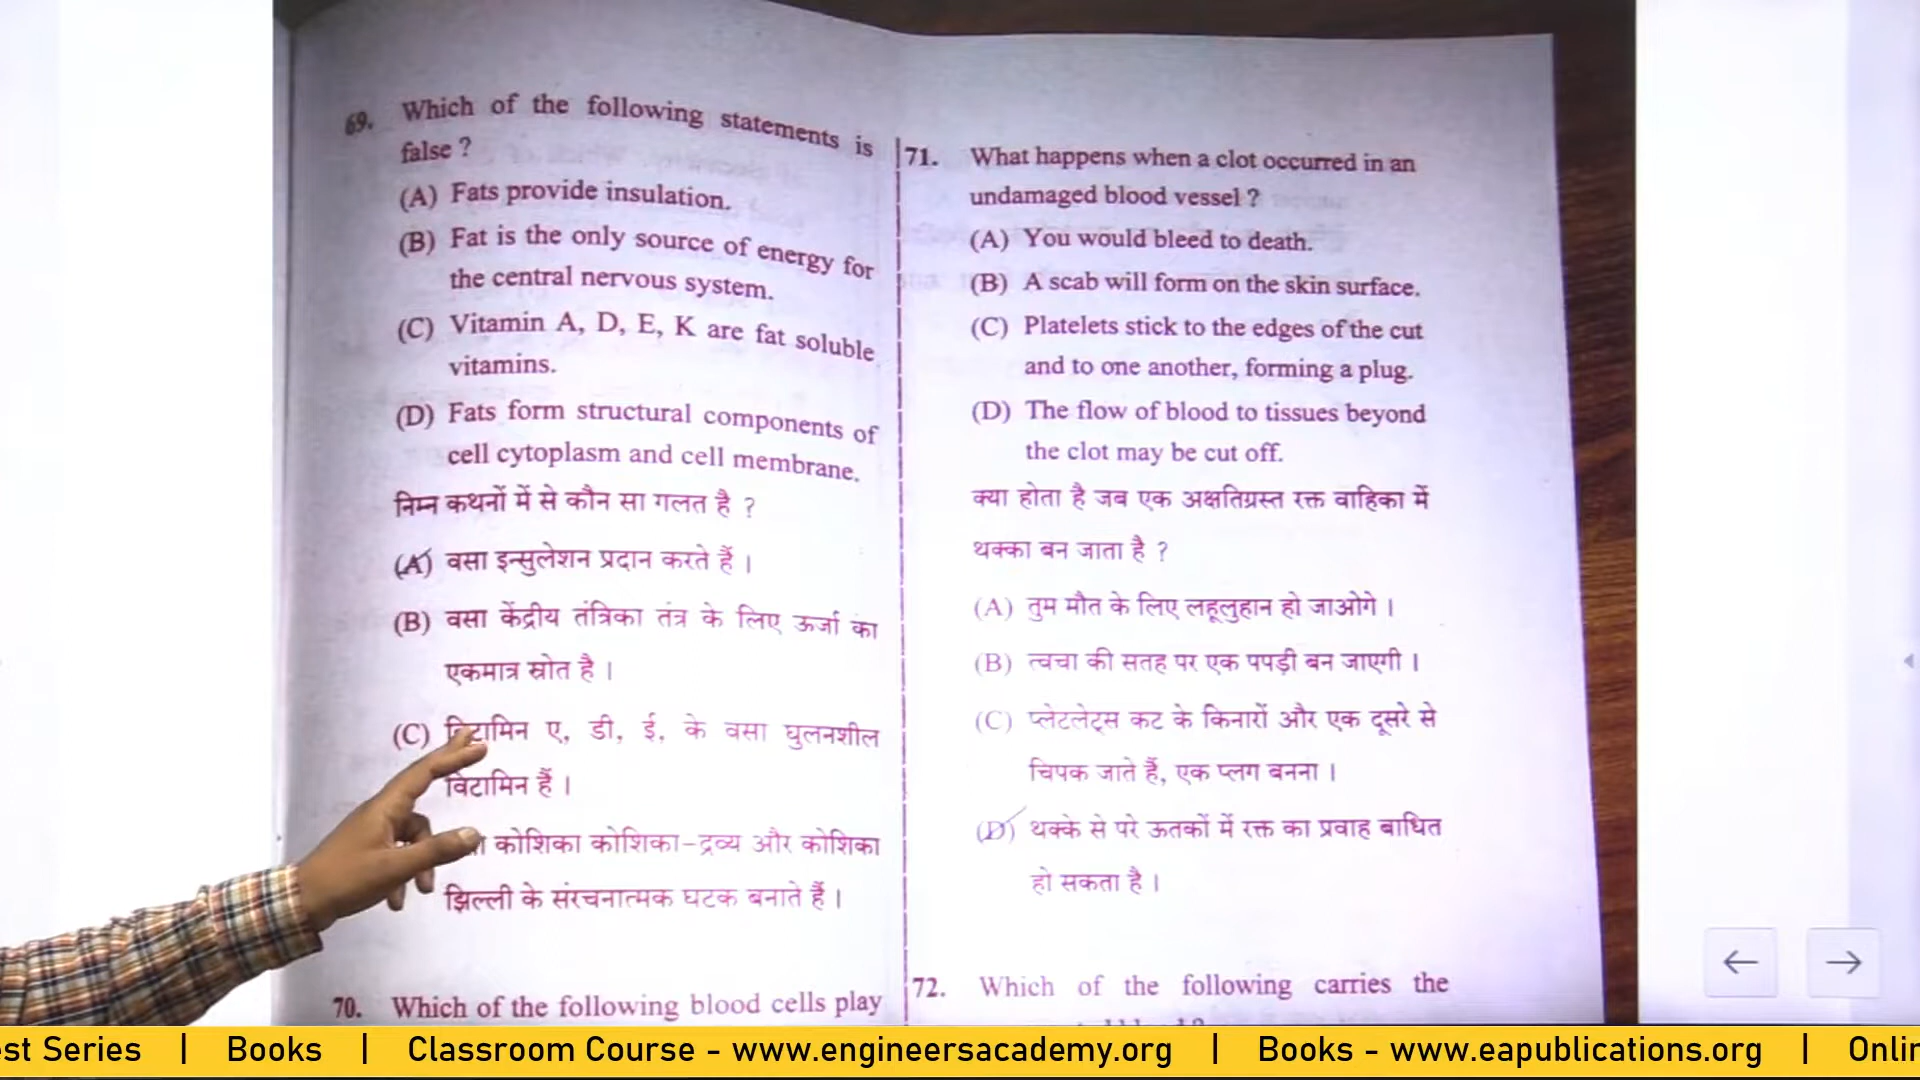 69. Which of the following statements is
false ?
(A) Fats provide insulation.
(B) Fat is the only source of energy for
the central nervous system.
(C) Vitamin A, D, E, K are fat soluble
vitamins.
(D) Fats form structural components of
cell cytoplasm and cell membrane.
निम्न कथनों में से कौन सा गलत है ?
(A) वसा इन्सुलेशन प्रदान करते हैं ।
(B) वसा केंद्रीय तंत्रिका तंत्र के लिए ऊर्जा का
एकमात्र स्रोत है ।
(C) विटामिन ए, डी, ई, के वसा घुलनशील
विटामिन हैं ।
कोशिका कोशिका-द्रव्य और कोशिका
झिल्ली के संरचनात्मक घटक बनाते हैं ।
70. Which of the following blood cells play
71. What happens when a clot occurred in an
undamaged blood vessel ?
(A) You would bleed to death.
(B) A scab will form on the skin surface.
(C) Platelets stick to the edges of the cut
and to one another, forming a plug.
(D) The flow of blood to tissues beyond
the clot may be cut off.
क्या होता है जब एक अक्षतिग्रस्त रक्त वाहिका में
थक्का बन जाता है ?
(A) तुम मौत के लिए लहूलुहान हो जाओगे ।
(B) त्वचा की सतह पर एक पपड़ी बन जाएगी ।
(C) प्लेटलेट्स कट के किनारों और एक दूसरे से
चिपक जाते हैं, एक प्लग बनना ।
(D) थक्के से परे ऊतकों में रक्त का प्रवाह बाधित
हो सकता है ।
72. Which of the following carries the
st Series | Books | Classroom Course - www.engineersacademy.org | Books - www.eapublications.org | Onlin